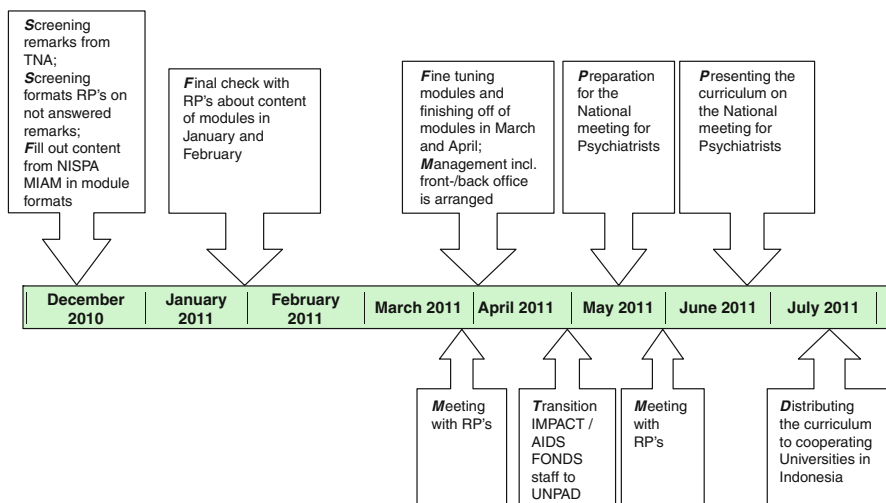 Screening
remarks from
TNA;
Screening
formats RP's on
not answered
remarks;
Fill out content
from NISPA
MIAM in module
formats
Final check with
RP's about content
of modules in
January and
February
Fine tuning
modules and
finishing off of
modules in March
and April;
Management incl.
front-/back office
is arranged
Preparation
for the
National
meeting for
Psychiatrists
Presenting the
curriculum on
the National
meeting for
Psychiatrists
December
2010
January
2011
February
2011
March 2011
April 2011
May 2011
June 2011
July 2011
Meeting
with RP's
Transition
IMPACT /
AIDS
FONDS
staff to
UNPAD
Meeting
with
RP's
Distributing
the curriculum
to cooperating
Universities in
Indonesia